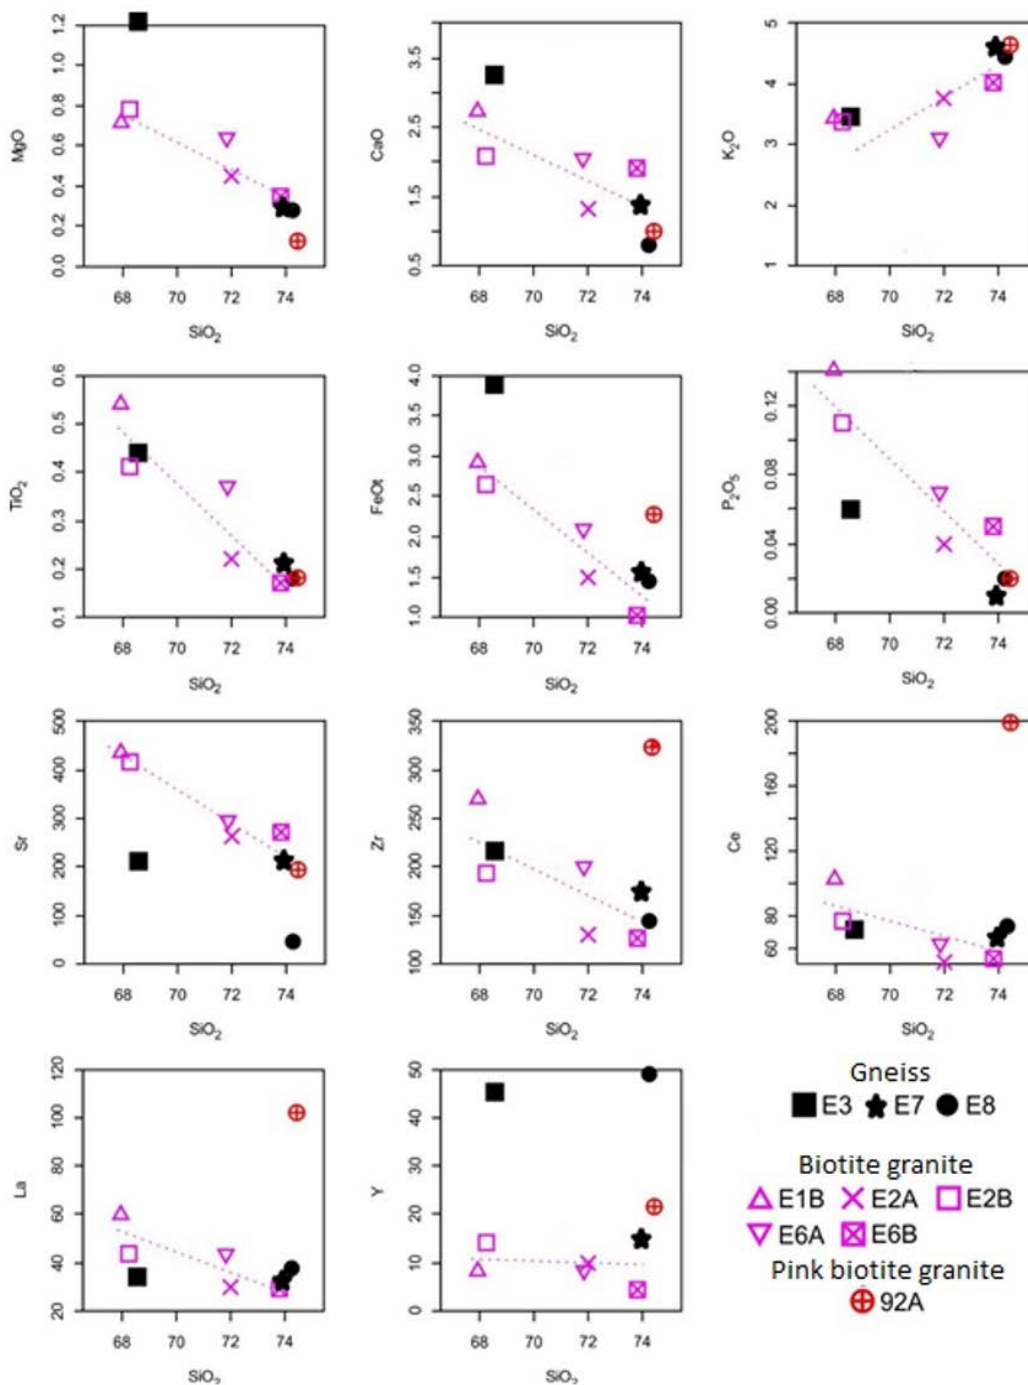 MgO
1.2
1.0
0.8
0.6
0.4
0.2
0.0
68 70 72 74
SiO₂
CaO
3.5
2.5
1.5
0.5
68 70 72 74
SiO₂
K₂O
5
4
3
2
1
68 70 72 74
SiO₂
TiO₂
0.6
0.5
0.4
0.3
0.2
0.1
68 70 72 74
SiO₂
FeOt
4.0
3.5
3.0
2.5
2.0
1.5
1.0
68 70 72 74
SiO₂
P₂O₅
0.12
0.08
0.04
0.00
68 70 72 74
SiO₂
Sr
500
400
300
200
100
0
68 70 72 74
SiO₂
Zr
350
300
250
200
150
100
68 70 72 74
SiO₂
Ce
200
160
120
80
60
68 70 72 74
SiO₂
La
120
100
80
60
40
20
68 70 72 74
SiO₂
Y
50
40
30
20
10
0
68 70 72 74
SiO₂
Gneiss
E3 E7 E8
Biotite granite
E1B E2A E2B
E6A E6B
Pink biotite granite
92A